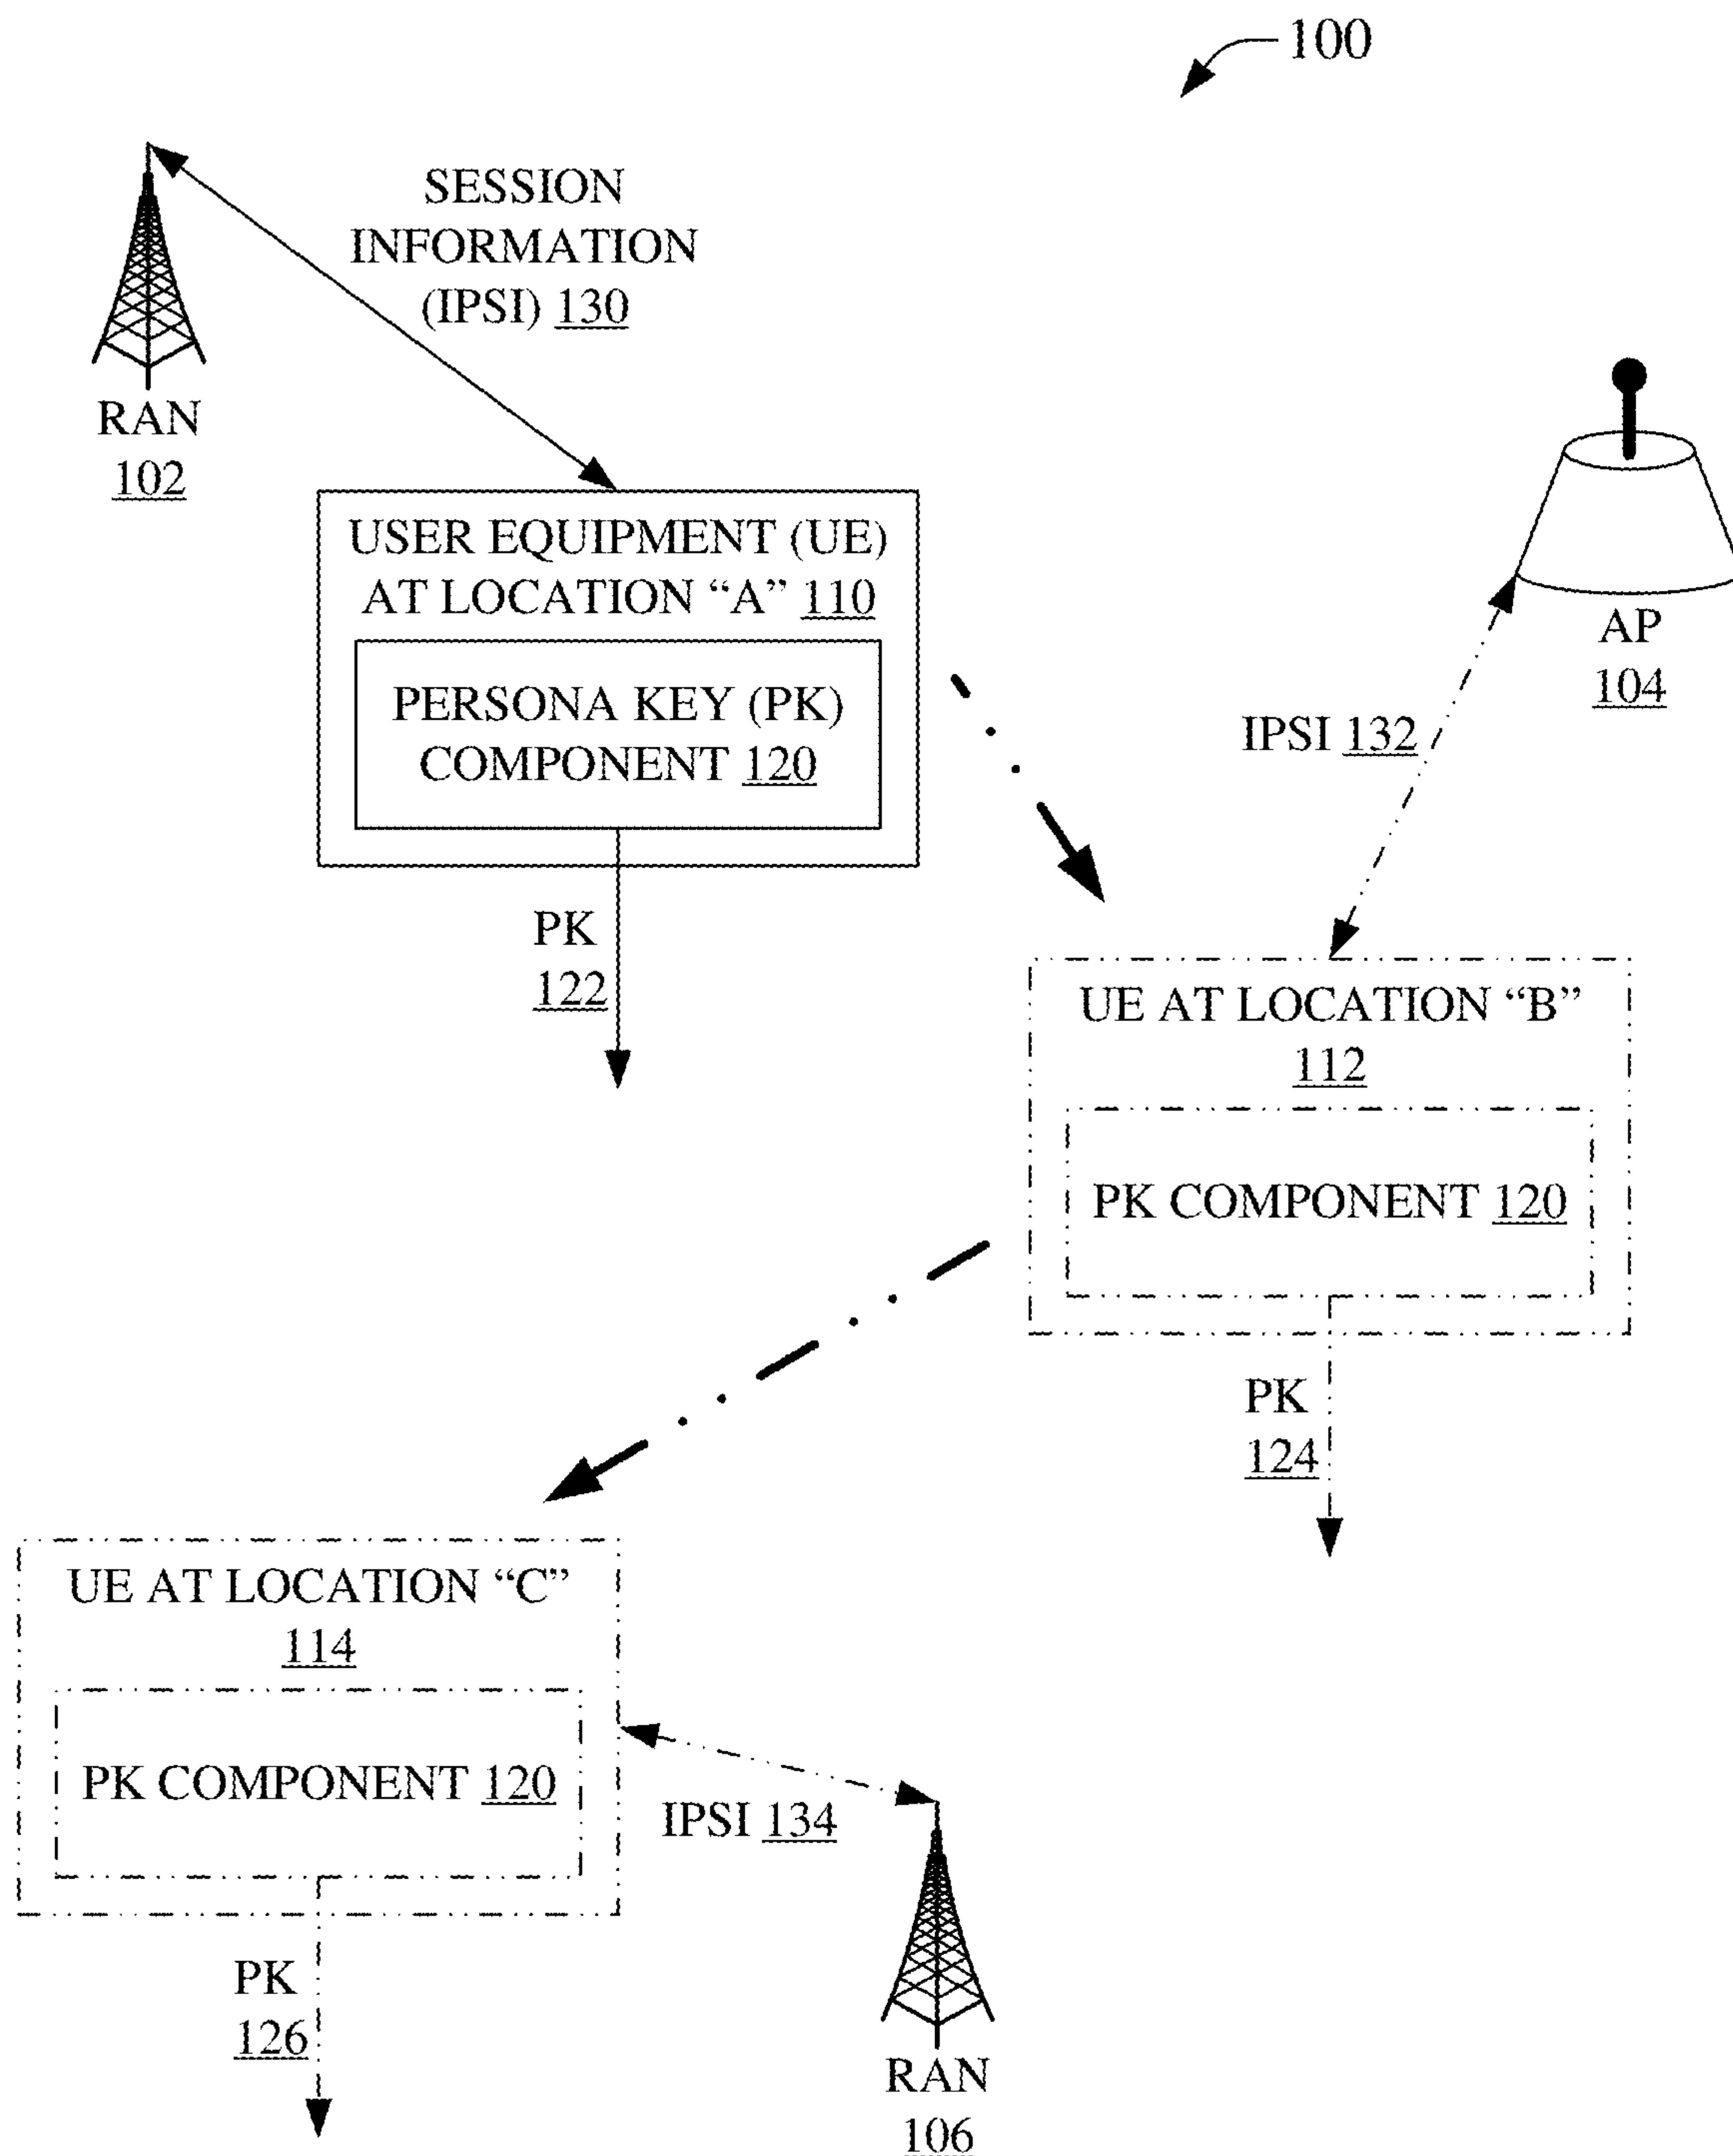 100
SESSION
INFORMATION
(IPSI) 130
RAN
102
USER EQUIPMENT (UE)
AT LOCATION “A” 110
PERSONA KEY (PK)
COMPONENT 120
AP
104
IPSI 132
PK
122
UE AT LOCATION “B”
112
PK COMPONENT 120
PK
124
UE AT LOCATION “C”
114
PK COMPONENT 120
IPSI 134
PK
126
RAN
106